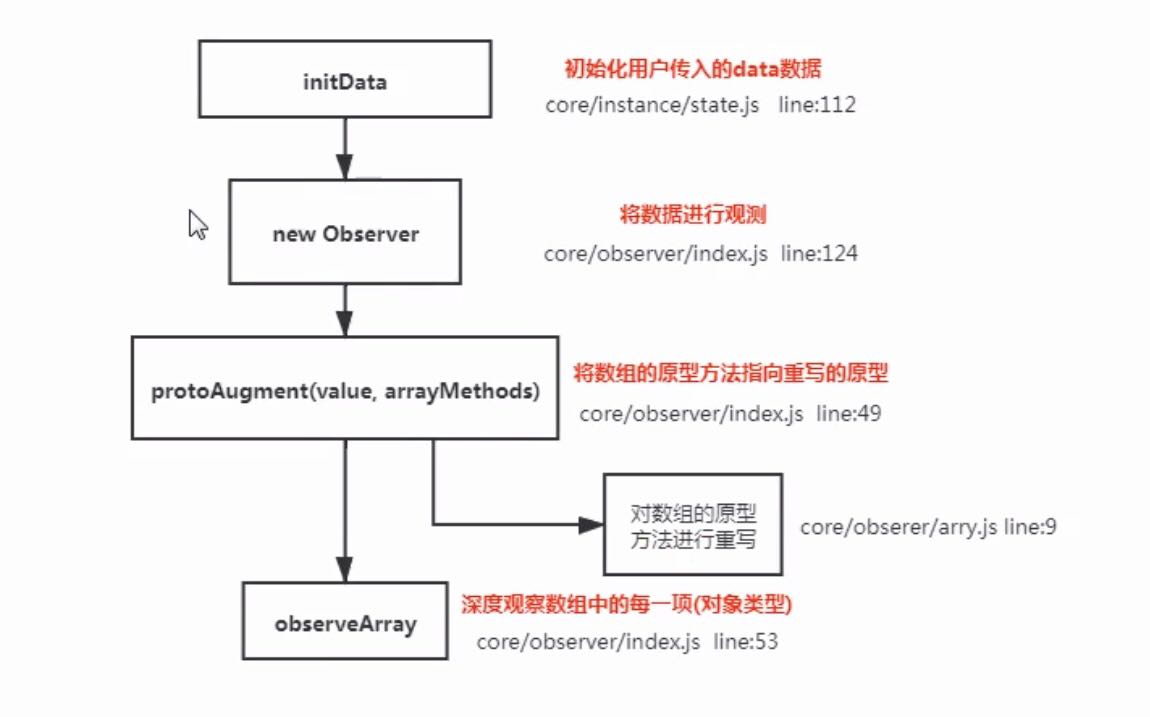 initData
初始化用户传入的data数据
core/instance/state.js line:112
new Observer
将数据进行观测
core/observer/index.js line:124
protoAugment(value, arrayMethods)
将数组的原型方法指向重写的原型
core/observer/index.js line:49
对数组的原型
方法进行重写
core/obserer/arry.js line:9
observeArray
深度观察数组中的每一项(对象类型)
core/observer/index.js line:53